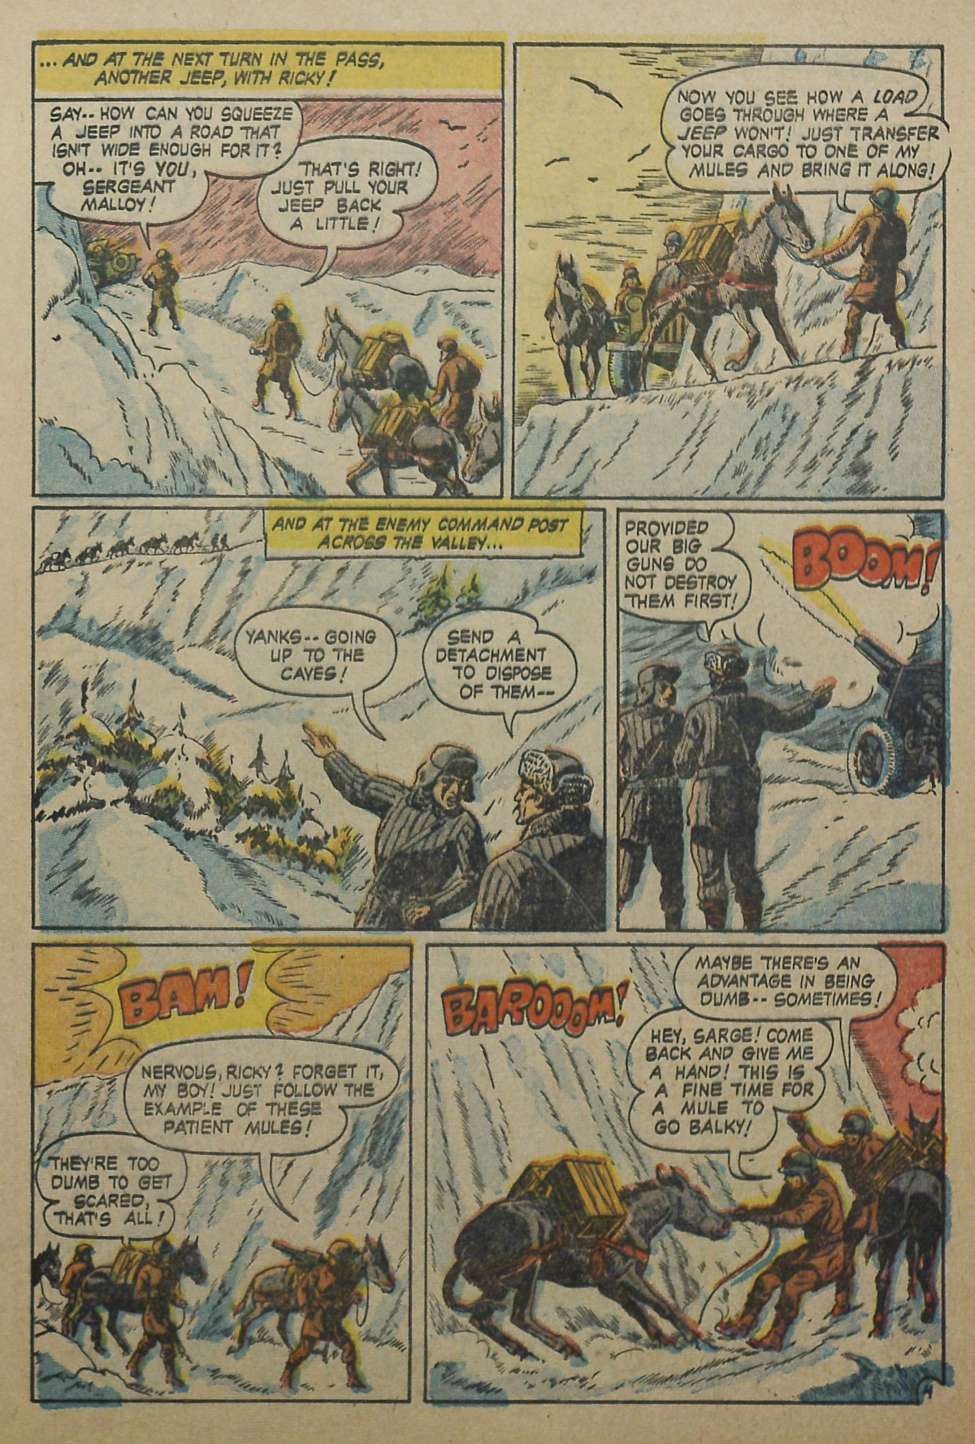 ... AND AT THE NEXT TURN IN THE PASS,
ANOTHER JEEP, WITH RICKY!
SAY-- HOW CAN YOU SQUEEZE
A JEEP INTO A ROAD THAT
ISN'T WIDE ENOUGH FOR IT?
OH-- IT'S YOU,
SERGEANT
MALLOY!
THAT'S RIGHT!
JUST PULL YOUR
JEEP BACK
A LITTLE!
NOW YOU SEE HOW A LOAD
GOES THROUGH WHERE A
JEEP WON'T! JUST TRANSFER
YOUR CARGO TO ONE OF MY
MULES AND BRING IT ALONG!
AND AT THE ENEMY COMMAND POST
ACROSS THE VALLEY...
YANKS-- GOING
UP TO THE
CAVES!
SEND A
DETACHMENT
TO DISPOSE
OF THEM--
PROVIDED
OUR BIG
GUNS DO
NOT DESTROY
THEM FIRST!
BOOM!
BAM!
NERVOUS, RICKY? FORGET IT,
MY BOY! JUST FOLLOW THE
EXAMPLE OF THESE
PATIENT MULES!
THEY'RE TOO
DUMB TO GET
SCARED,
THAT'S ALL!
BAROOOM!
MAYBE THERE'S AN
ADVANTAGE IN BEING
DUMB-- SOMETIMES!
HEY, SARGE! COME
BACK AND GIVE ME
A HAND! THIS IS
A FINE TIME FOR
A MULE TO
GO BALKY!
4